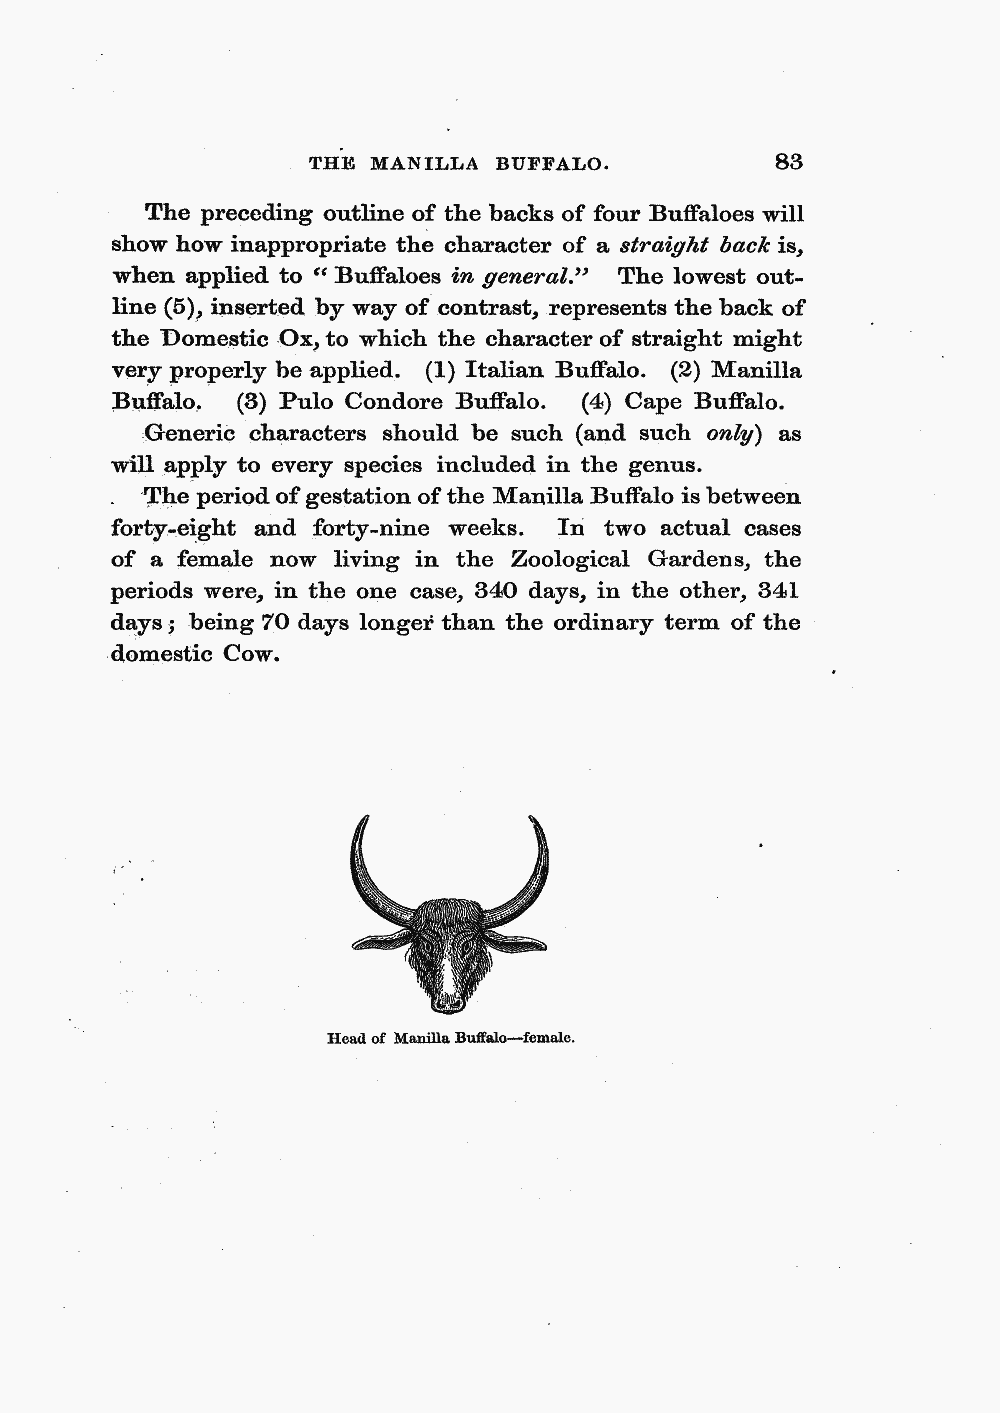 THE MANILLA BUFFALO. 83
The preceding outline of the backs of four Buffaloes will
show how inappropriate the character of a straight back is,
when applied to “ Buffaloes in general.” The lowest out-
line (5), inserted by way of contrast, represents the back of
the Domestic Ox, to which the character of straight might
very properly be applied. (1) Italian Buffalo. (2) Manilla
Buffalo. (3) Pulo Condore Buffalo. (4) Cape Buffalo.
Generic characters should be such (and such only) as
will apply to every species included in the genus.
The period of gestation of the Manilla Buffalo is between
forty-eight and forty-nine weeks. In two actual cases
of a female now living in the Zoological Gardens, the
periods were, in the one case, 340 days, in the other, 341
days; being 70 days longer than the ordinary term of the
domestic Cow.
Head of Manilla Buffalo—female.